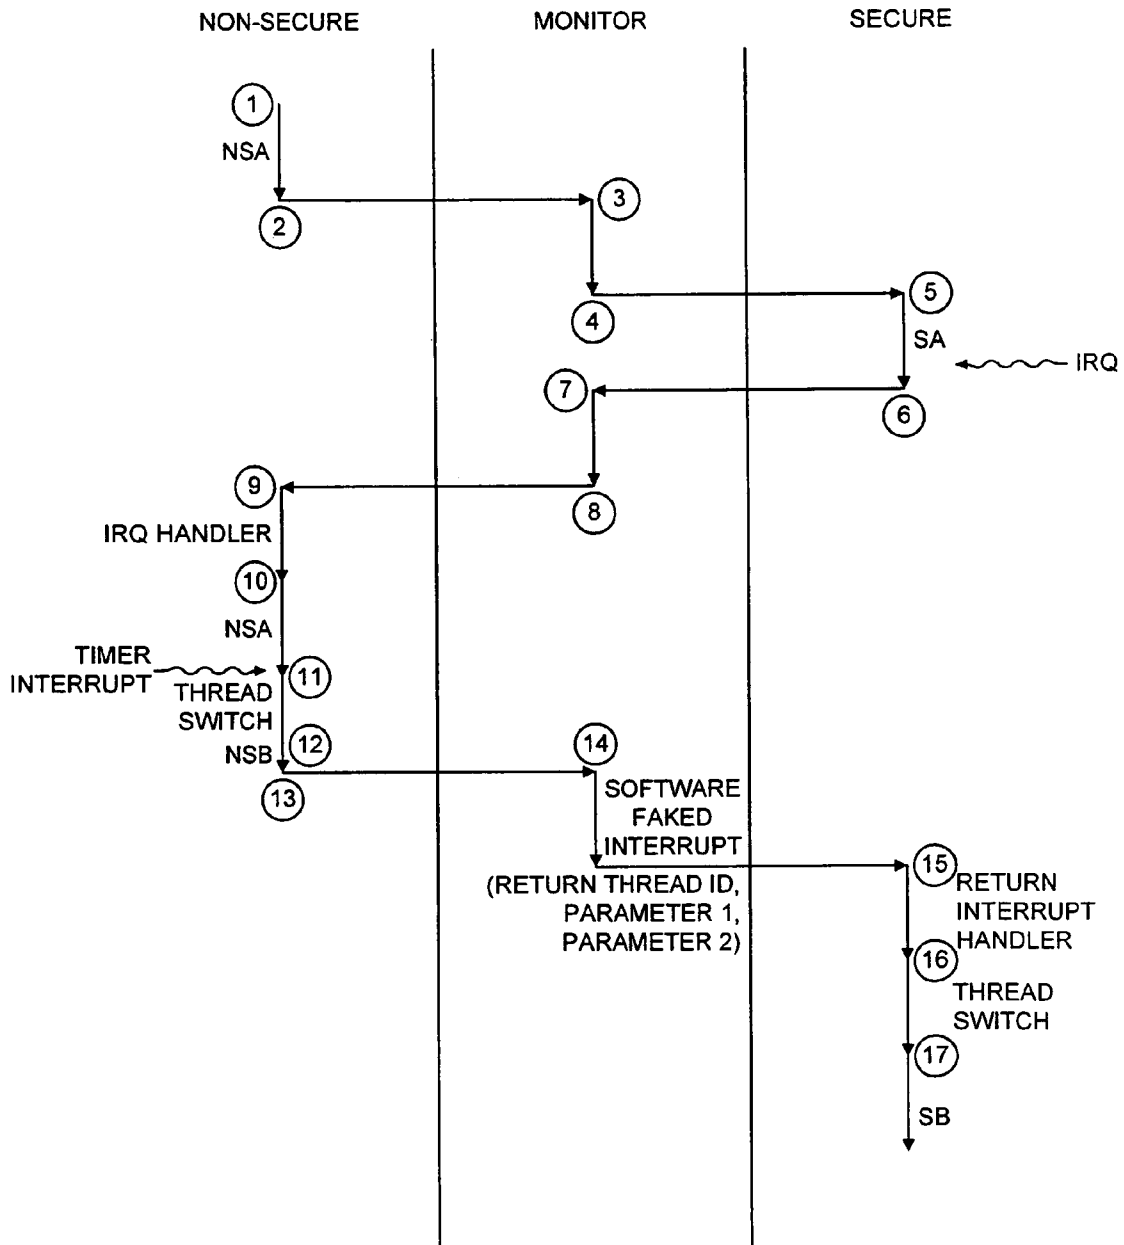 NON-SECURE
MONITOR
SECURE
1
NSA
2
3
4
5
SA
IRQ
6
7
8
9
IRQ HANDLER
10
NSA
TIMER
INTERRUPT
11
THREAD
SWITCH
NSB
12
13
14
SOFTWARE
FAKED
INTERRUPT
(RETURN THREAD ID,
PARAMETER 1,
PARAMETER 2)
15
RETURN
INTERRUPT
HANDLER
16
THREAD
SWITCH
17
SB